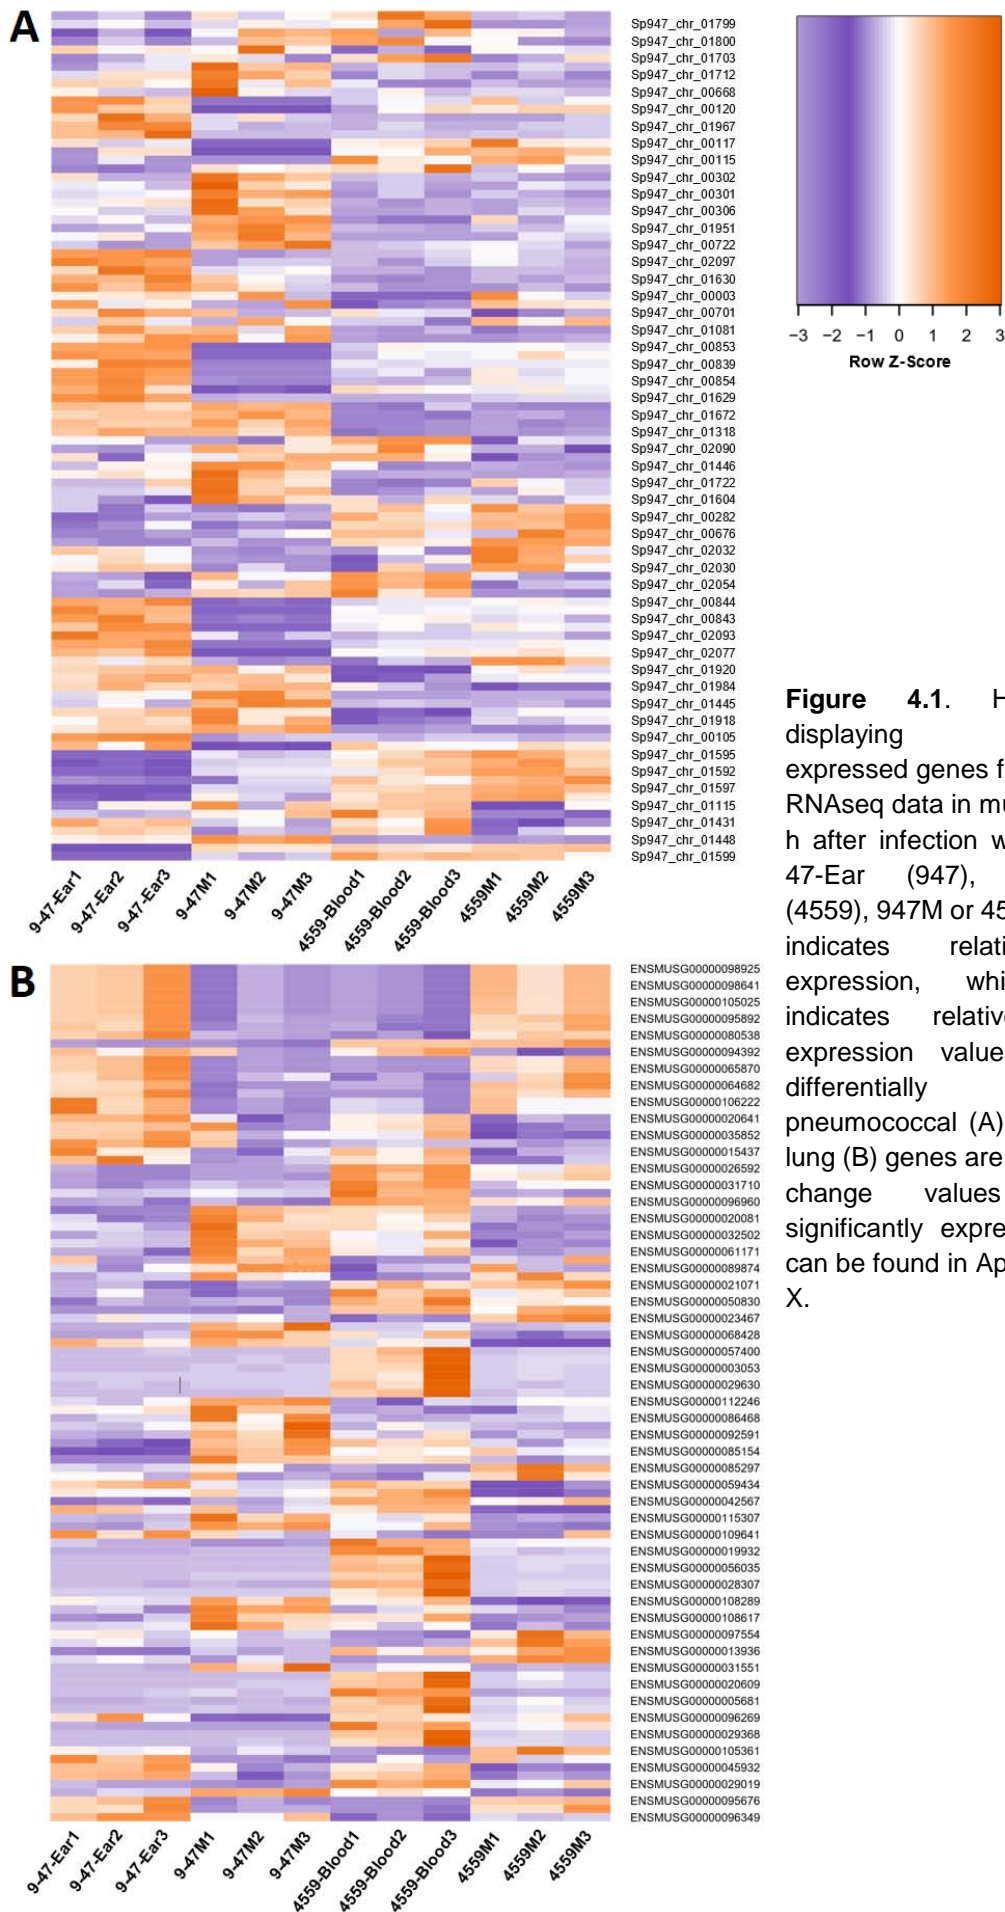 A
Sp947_chr_01799
Sp947_chr_01800
Sp947_chr_01703
Sp947_chr_01712
Sp947_chr_00668
Sp947_chr_00120
Sp947_chr_01967
Sp947_chr_00117
Sp947_chr_00115
Sp947_chr_00302
Sp947_chr_00301
Sp947_chr_00306
Sp947_chr_01951
Sp947_chr_00722
Sp947_chr_02097
Sp947_chr_01630
Sp947_chr_00003
Sp947_chr_00701
Sp947_chr_01081
Sp947_chr_00853
Sp947_chr_00839
Sp947_chr_00854
Sp947_chr_01629
Sp947_chr_01672
Sp947_chr_01318
Sp947_chr_02090
Sp947_chr_01446
Sp947_chr_01722
Sp947_chr_01604
Sp947_chr_00282
Sp947_chr_00676
Sp947_chr_02032
Sp947_chr_02030
Sp947_chr_02054
Sp947_chr_00844
Sp947_chr_00843
Sp947_chr_02093
Sp947_chr_02077
Sp947_chr_01920
Sp947_chr_01984
Sp947_chr_01445
Sp947_chr_01918
Sp947_chr_00105
Sp947_chr_01595
Sp947_chr_01592
Sp947_chr_01597
Sp947_chr_01115
Sp947_chr_01431
Sp947_chr_01448
Sp947_chr_01599
9-47-Ear1 9-47-Ear2 9-47-Ear3 9-47M1 9-47M2 9-47M3 4559-Blood1 4559-Blood2 4559-Blood3 4559M1 4559M2 4559M3
−3 −2 −1 0 1 2 3
Row Z-Score
B
ENSMUSG00000098925
ENSMUSG00000098641
ENSMUSG00000105025
ENSMUSG00000095892
ENSMUSG00000080538
ENSMUSG00000094392
ENSMUSG00000065870
ENSMUSG00000064682
ENSMUSG00000106222
ENSMUSG00000020641
ENSMUSG00000035852
ENSMUSG00000015437
ENSMUSG00000026592
ENSMUSG00000031710
ENSMUSG00000096960
ENSMUSG00000020081
ENSMUSG00000032502
ENSMUSG00000061171
ENSMUSG00000089874
ENSMUSG00000021071
ENSMUSG00000050830
ENSMUSG00000023467
ENSMUSG00000068428
ENSMUSG00000057400
ENSMUSG00000003053
ENSMUSG00000029630
ENSMUSG00000112246
ENSMUSG00000086468
ENSMUSG00000092591
ENSMUSG00000085154
ENSMUSG00000085297
ENSMUSG00000059434
ENSMUSG00000042567
ENSMUSG00000115307
ENSMUSG00000109641
ENSMUSG00000019932
ENSMUSG00000056035
ENSMUSG00000028307
ENSMUSG00000108289
ENSMUSG00000108617
ENSMUSG00000097554
ENSMUSG00000013936
ENSMUSG00000031551
ENSMUSG00000020609
ENSMUSG00000005681
ENSMUSG00000096269
ENSMUSG00000029368
ENSMUSG00000105361
ENSMUSG00000045932
ENSMUSG00000029019
ENSMUSG00000095676
ENSMUSG00000096349
9-47-Ear1 9-47-Ear2 9-47-Ear3 9-47M1 9-47M2 9-47M3 4559-Blood1 4559-Blood2 4559-Blood3 4559M1 4559M2 4559M3
Figure 4.1. H
displaying
expressed genes f
RNAseq data in mu
h after infection w
47-Ear (947),
(4559), 947M or 45
indicates relati
expression, whi
indicates relative
expression value
differentially
pneumococcal (A)
lung (B) genes are
change values
significantly expre
can be found in Ap
X.